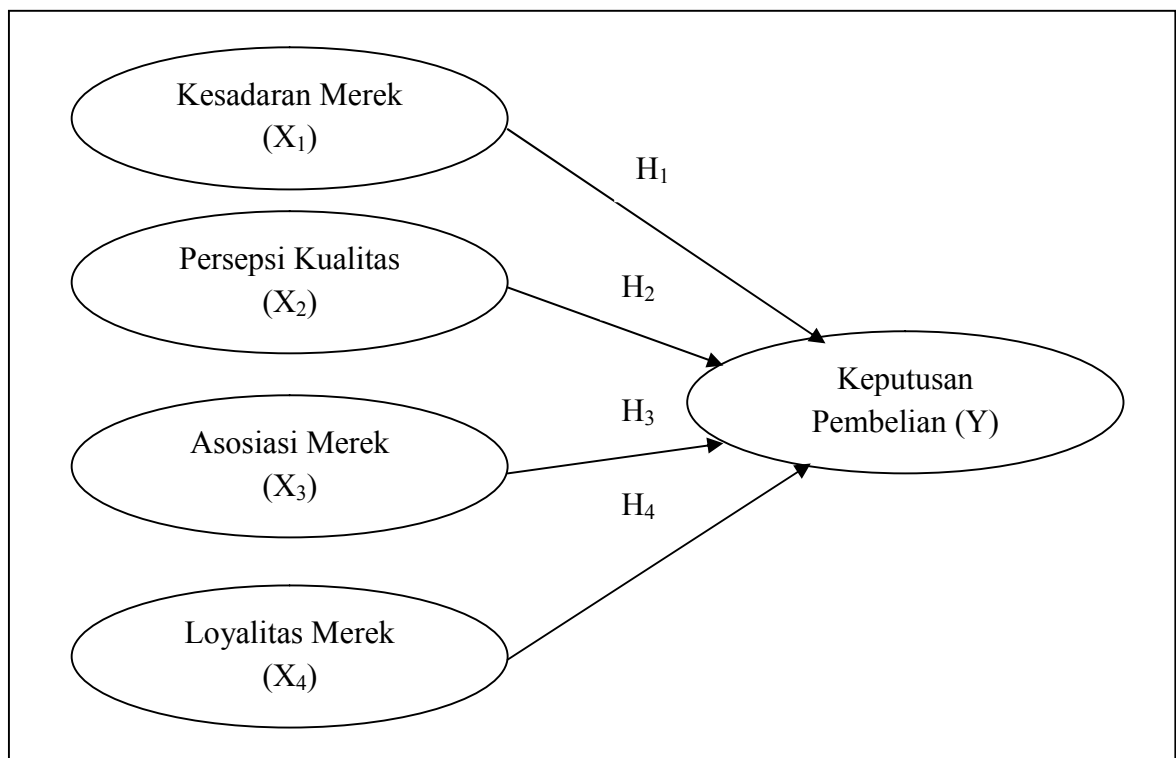 Kesadaran Merek
(X₁)
H₁
Persepsi Kualitas
(X₂)
H₂
Keputusan
Pembelian (Y)
H₃
Asosiasi Merek
(X₃)
H₄
Loyalitas Merek
(X₄)